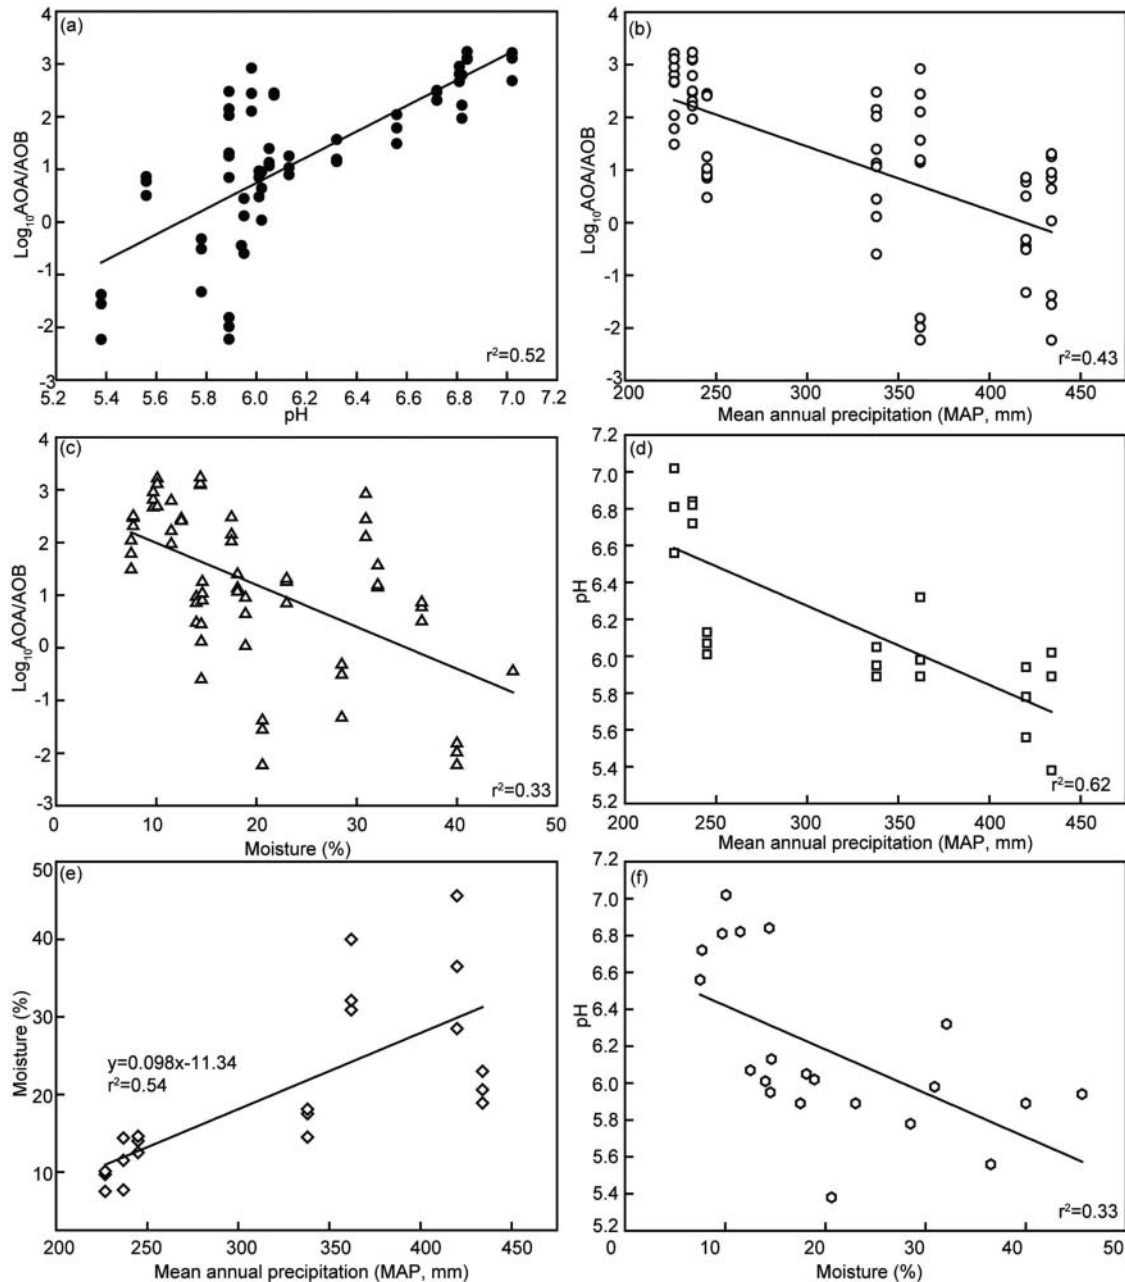 (a)
4
3
2
1
0
-1
-2
-3
Log₁₀AOA/AOB
r²=0.52
5.2 5.4 5.6 5.8 6.0 6.2 6.4 6.6 6.8 7.0 7.2
pH
(b)
4
3
2
1
0
-1
-2
-3
Log₁₀AOA/AOB
r²=0.43
200 250 300 350 400 450
Mean annual precipitation (MAP, mm)
(c)
4
3
2
1
0
-1
-2
-3
Log₁₀AOA/AOB
r²=0.33
0 10 20 30 40 50
Moisture (%)
(d)
7.2
7.0
6.6
6.4
6.2
6.0
5.8
5.6
5.4
5.2
pH
r²=0.62
200 250 300 350 400 450
Mean annual precipitation (MAP, mm)
(e)
50
40
30
20
10
Moisture (%)
y=0.098x-11.34
r²=0.54
200 250 300 350 400 450
Mean annual precipitation (MAP, mm)
(f)
7.2
7.0
6.8
6.6
6.4
6.2
6.0
5.8
5.6
5.4
5.2
pH
r²=0.33
0 10 20 30 40 50
Moisture (%)